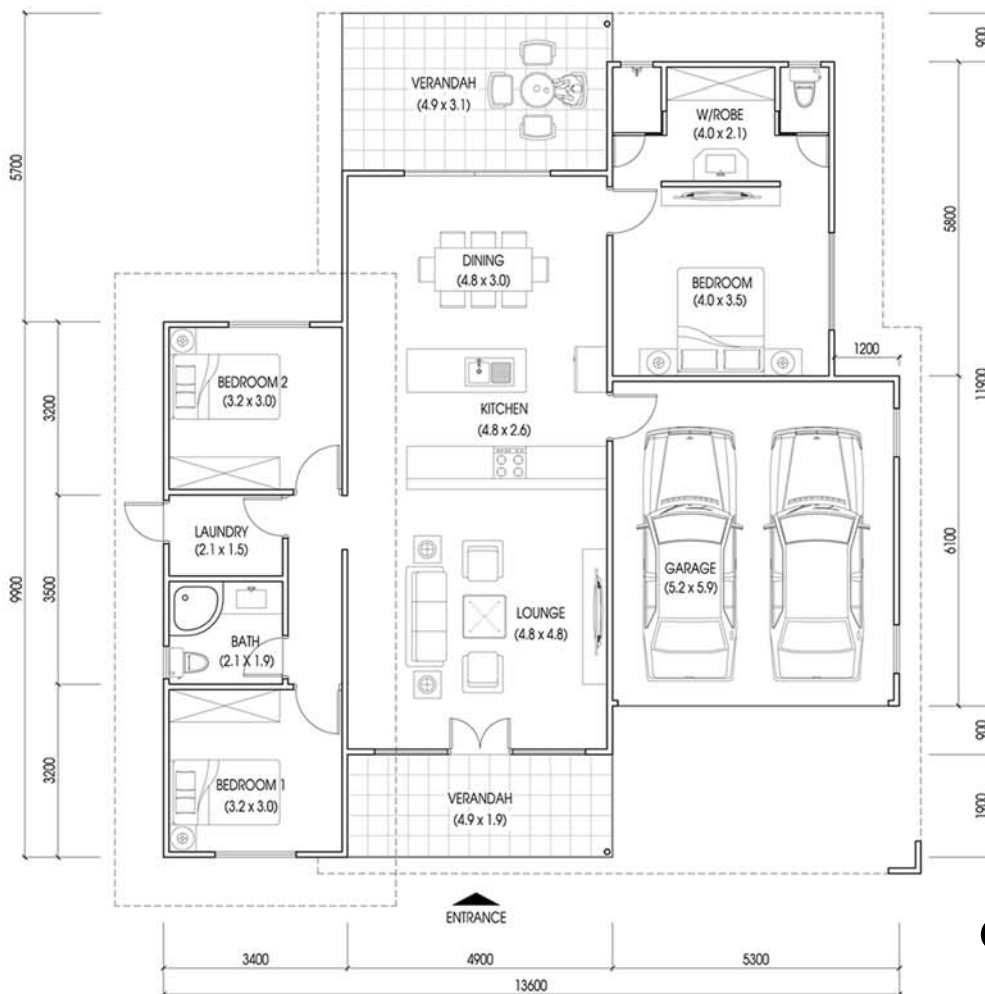 900
VERANDAH
(4.9 x 3.1)
W/ROBE
(4.0 x 2.1)
5700
5800
DINING
(4.8 x 3.0)
BEDROOM
(4.0 x 3.5)
1200
BEDROOM 2
(3.2 x 3.0)
3200
11900
KITCHEN
(4.8 x 2.6)
LAUNDRY
(2.1 x 1.5)
9900
3500
GARAGE
(5.2 x 5.9)
6100
LOUNGE
(4.8 x 4.8)
BATH
(2.1 X 1.9)
900
3200
BEDROOM 1
(3.2 x 3.0)
VERANDAH
(4.9 x 1.9)
1900
ENTRANCE
3400
4900
5300
13600